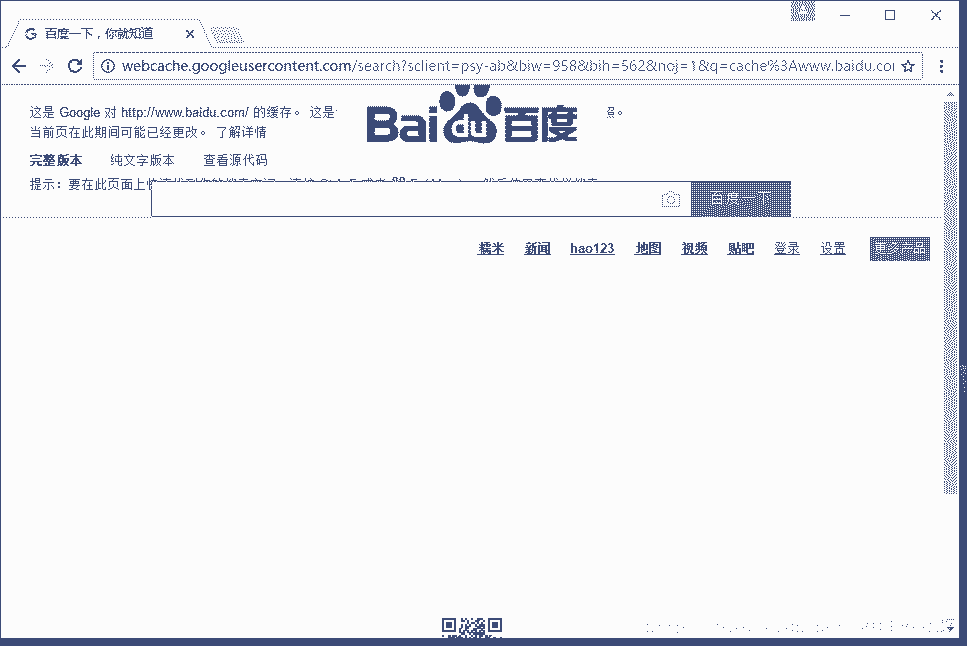 百度一下，你就知道
webcache.googleusercontent.com/search?sclient=psy-ab&biw=958&bih=562&noj=1&q=cache%3Awww.baidu.co
这是 Google 对 http://www.baidu.com/ 的缓存。 这是
Bai du 百度
当前页在此期间可能已经更改。 了解详情
完整版本 纯文字版本 查看源代码
提示：要在此页面上
百度一下
糯米 新闻 hao123 地图 视频 贴吧 登录 设置 更多产品